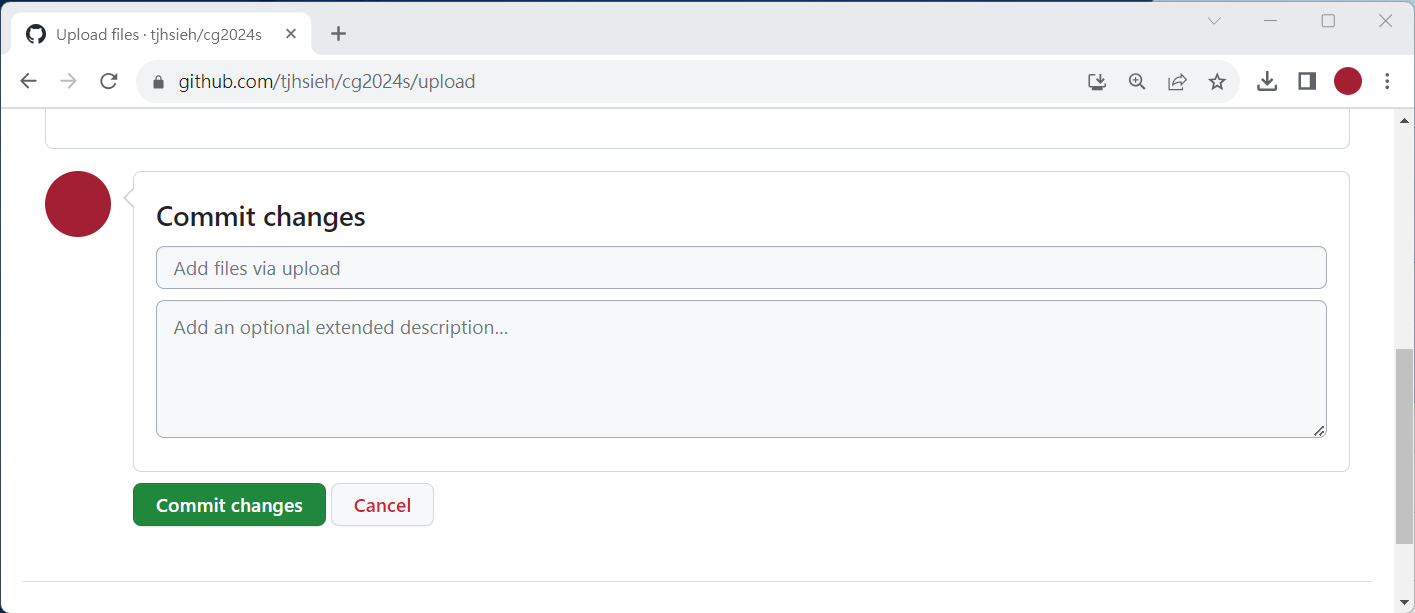 Upload files · tjhsieh/cg2024s
github.com/tjhsieh/cg2024s/upload
Commit changes
Add files via upload
Add an optional extended description...
Commit changes Cancel